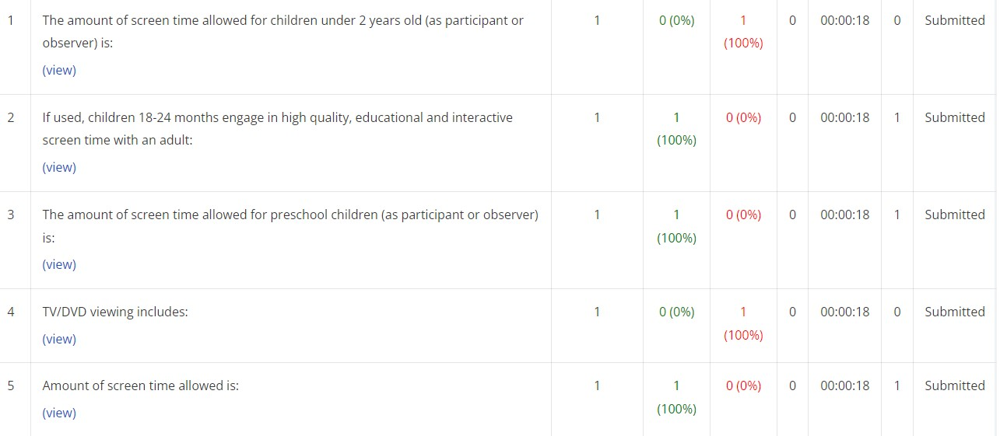 1 The amount of screen time allowed for children under 2 years old (as participant or 1 0 (0%) 1 0 00:00:18 0 Submitted
observer) is: (100%)
(view)
2 If used, children 18-24 months engage in high quality, educational and interactive 1 1 0 (0%) 0 00:00:18 1 Submitted
screen time with an adult: (100%)
(view)
3 The amount of screen time allowed for preschool children (as participant or observer) 1 1 0 (0%) 0 00:00:18 1 Submitted
is: (100%)
(view)
4 TV/DVD viewing includes: 1 0 (0%) 1 0 00:00:18 0 Submitted
(view) (100%)
5 Amount of screen time allowed is: 1 1 0 (0%) 0 00:00:18 1 Submitted
(view) (100%)